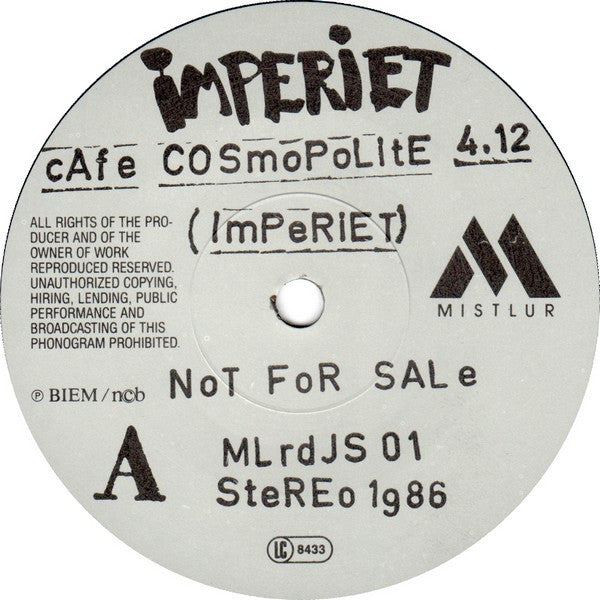 imPERiET
cAfe COSmoPoLItE 4.12
(ImPeRiET)
ALL RIGHTS OF THE PRO-
DUCER AND OF THE
OWNER OF WORK
REPRODUCED RESERVED.
UNAUTHORIZED COPYING,
HIRING, LENDING, PUBLIC
PERFORMANCE AND
BROADCASTING OF THIS
PHONOGRAM PROHIBITED.
MISTLUR
Ⓟ BIEM / n©b
NoT FoR SALe
A
MLrdJS 01
SteREo 1g86
LC 8433